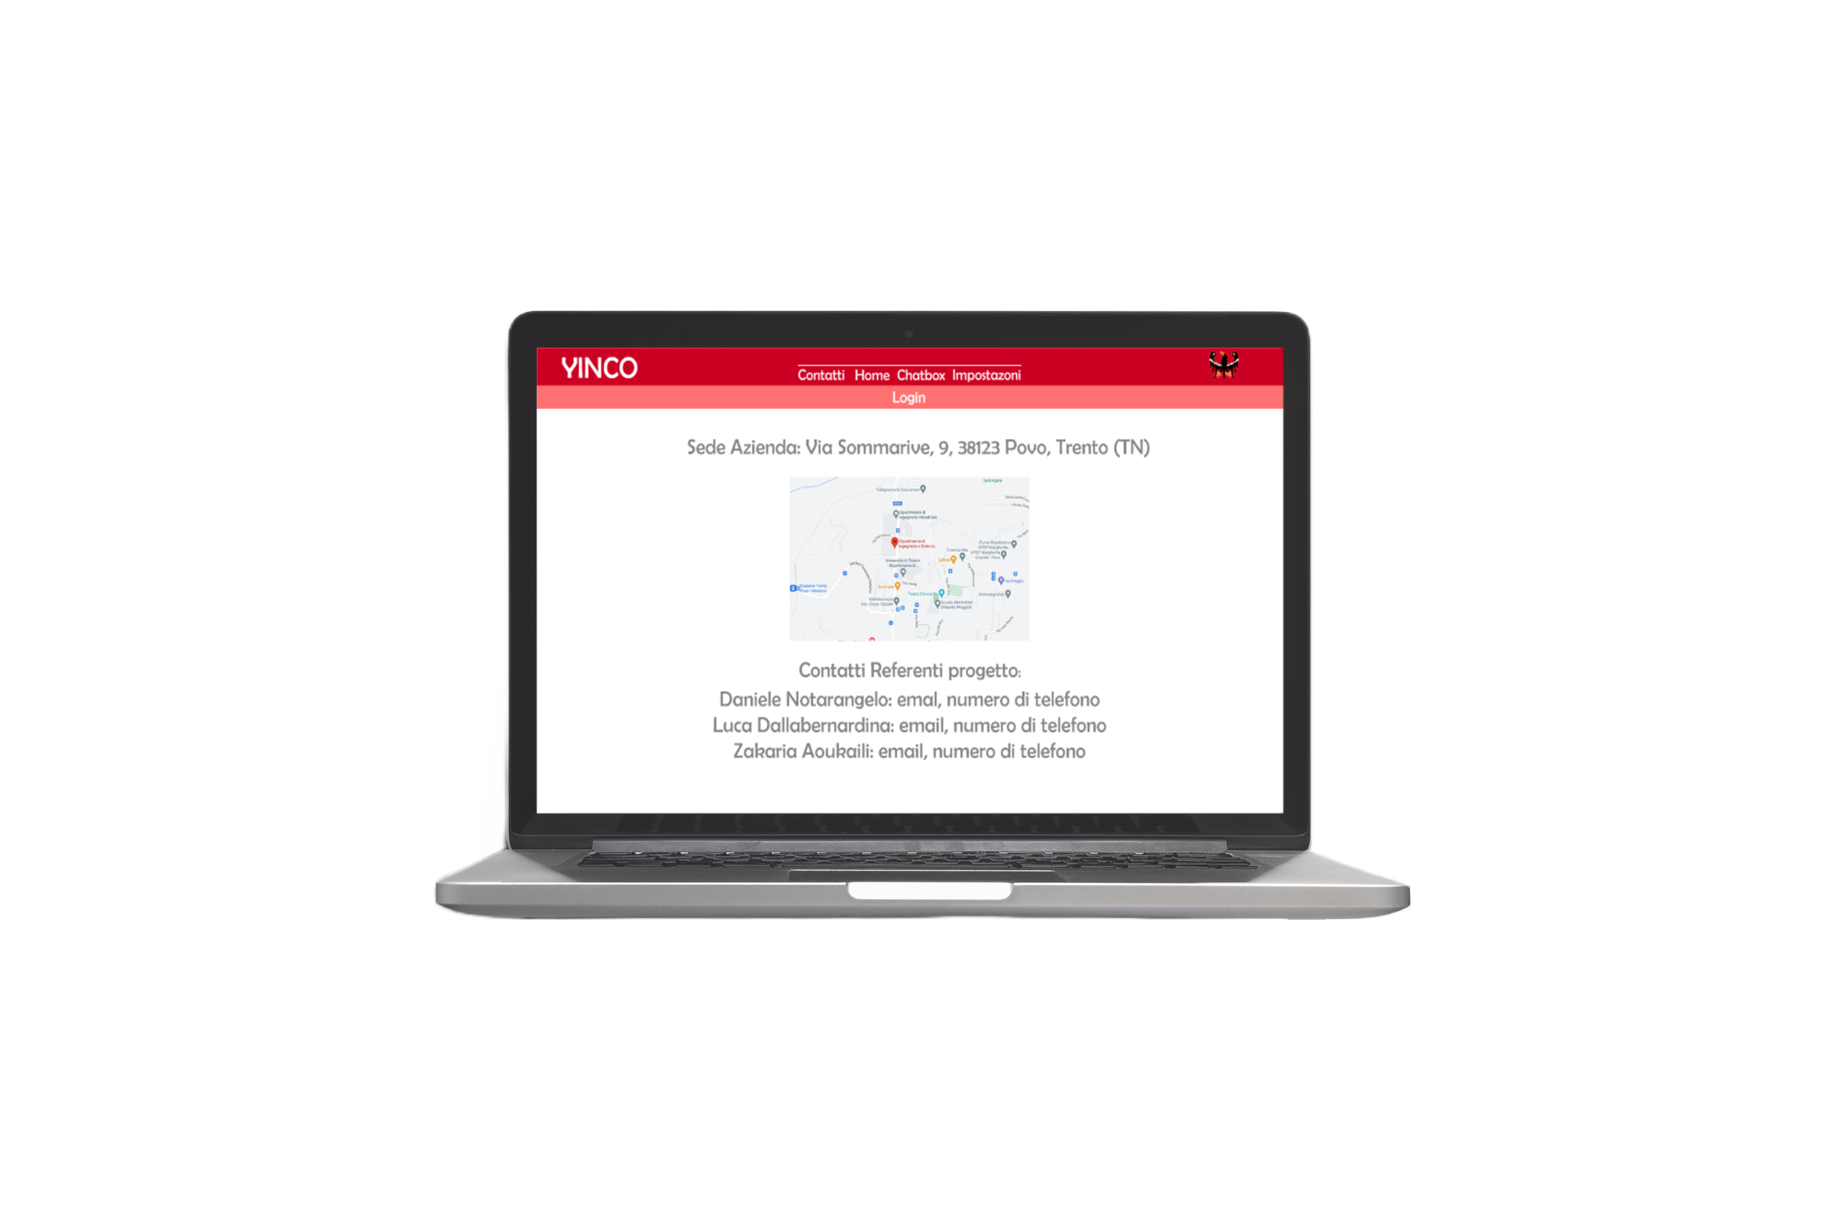 YINCO
Contatti Home Chatbox Impostazoni
Login
Sede Azienda: Via Sommarive, 9, 38123 Povo, Trento (TN)
Contatti Referenti progetto:
Daniele Notarangelo: emal, numero di telefono
Luca Dallabernardina: email, numero di telefono
Zakaria Aoukaili: email, numero di telefono